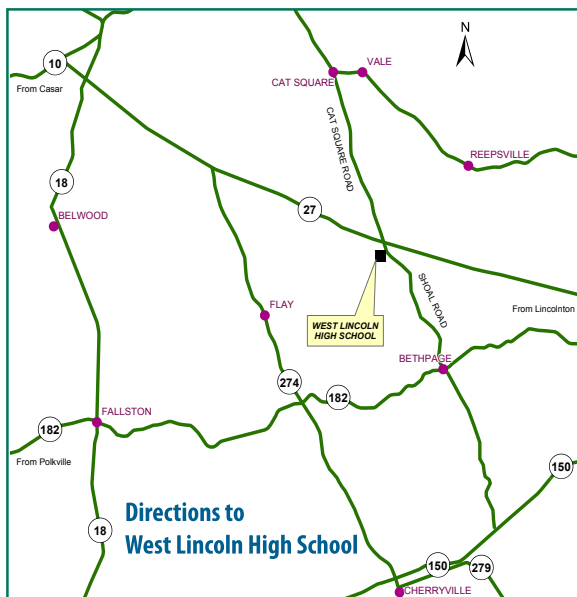 N
VALE
10
CAT SQUARE
From Casar
CAT SQUARE ROAD
REEPSVILLE
18
27
BELWOOD
SHOAL ROAD
From Lincolnton
FLAY
WEST LINCOLN
HIGH SCHOOL
BETHPAGE
274
182
FALLSTON
182
From Polkville
150
Directions to
West Lincoln High School
18
150
279
CHERRYVILLE